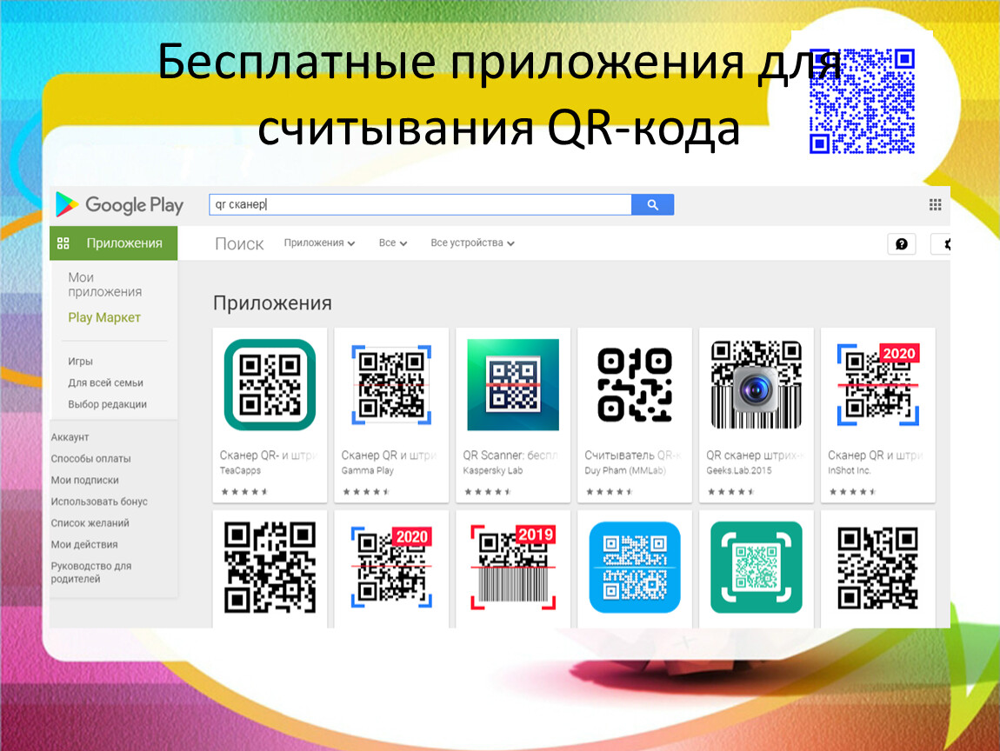 Бесплатные приложения для
считывания QR-кода
Google Play
qr сканер
Приложения
Поиск
Приложения
Все
Все устройства
Мои
приложения
Play Маркет
Игры
Для всей семьи
Выбор редакции
Аккаунт
Способы оплаты
Мои подписки
Использовать бонус
Список желаний
Мои действия
Руководство для
родителей
Приложения
2020
Сканер QR- и штри
TeaCapps
Сканер QR и штри
Gamma Play
QR Scanner: беспл
Kaspersky Lab
Считыватель QR-к
Duy Pham (MMLab)
QR сканер штрих-
Geeks.Lab.2015
Сканер QR и штри
InShot Inc.
2020
2019